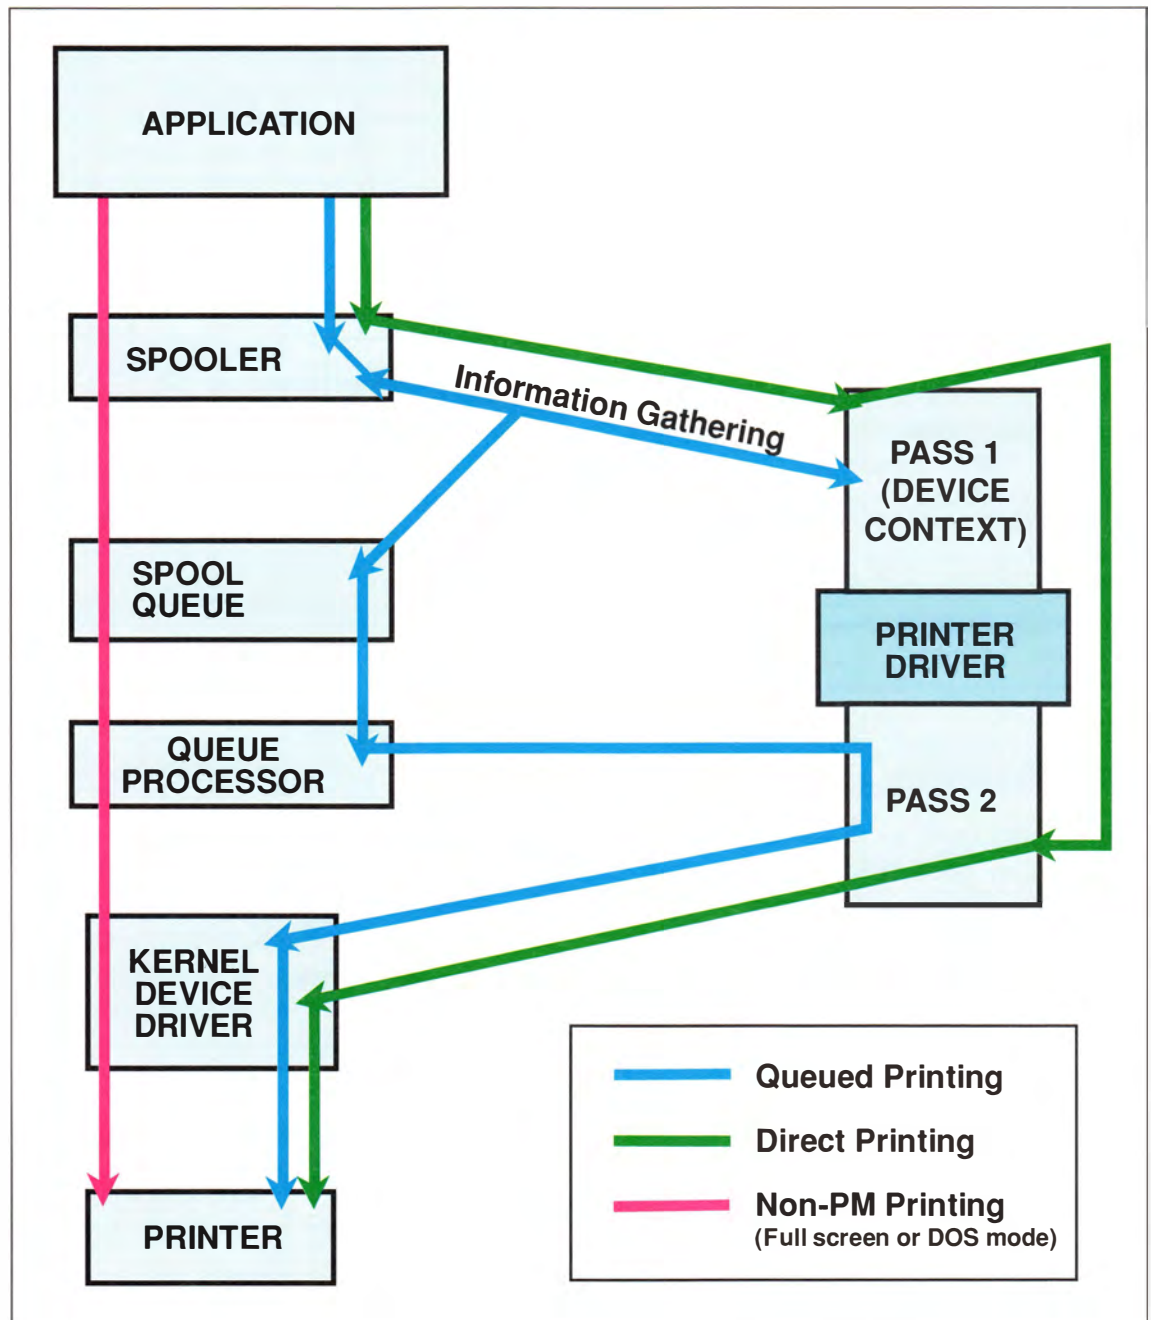 APPLICATION
SPOOLER
Information Gathering
PASS 1
(DEVICE
CONTEXT)
SPOOL
QUEUE
PRINTER
DRIVER
QUEUE
PROCESSOR
PASS 2
KERNEL
DEVICE
DRIVER
PRINTER
Queued Printing
Direct Printing
Non-PM Printing
(Full screen or DOS mode)